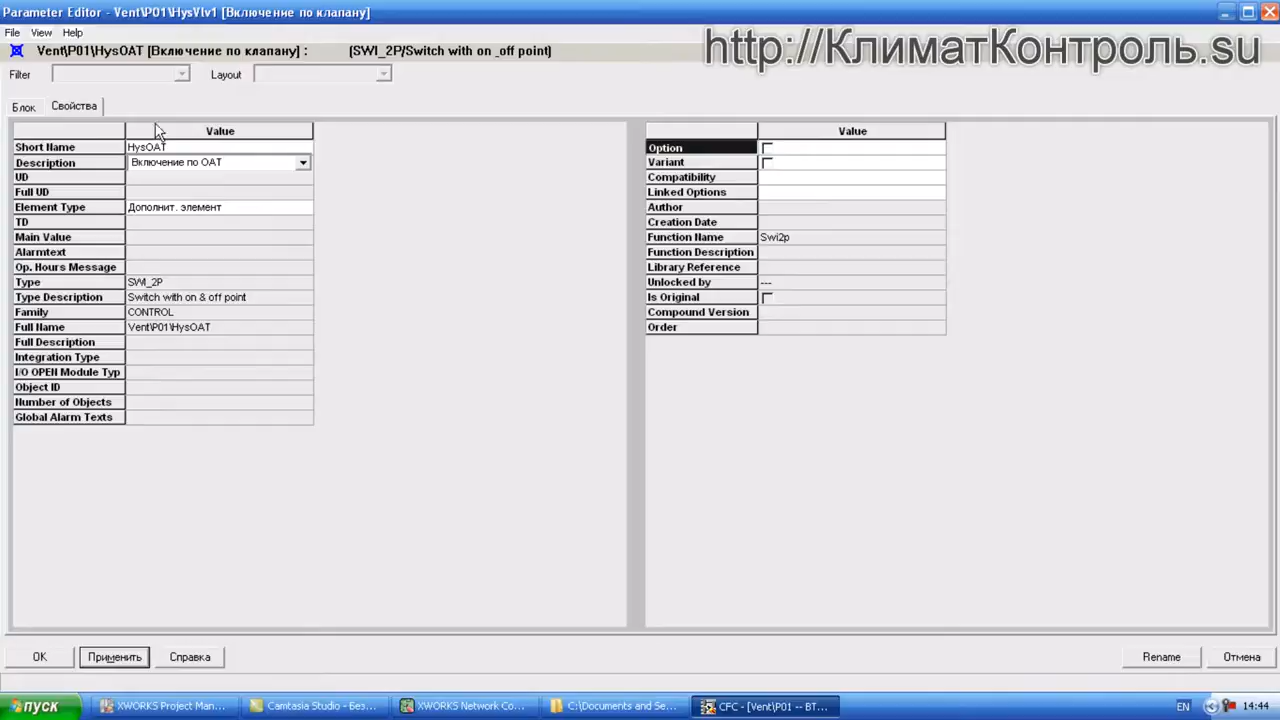 Parameter Editor - Vent\P01\HysVlv1 [Включение по клапану]
File View Help
Vent\P01\HysOAT [Включение по клапану] : (SWI_2P/Switch with on _off point)
http://КлиматКонтроль.su
Filter Layout
Блок Свойства
Value
Short Name HysOAT
Description Включение по OAT
UD
Full UD
Element Type Дополнит. элемент
TD
Main Value
Alarmtext
Op. Hours Message
Type SWI_2P
Type Description Switch with on & off point
Family CONTROL
Full Name Vent\P01\HysOAT
Full Description
Integration Type
I/O OPEN Module Typ
Object ID
Number of Objects
Global Alarm Texts
Value
Option
Variant
Compatibility
Linked Options
Author
Creation Date
Function Name Swi2p
Function Description
Library Reference
Unlocked by ---
Is Original
Compound Version
Order
OK Применить Справка Rename Отмена
пуск XWORKS Project Man... Camtasia Studio - Без... XWORKS Network Co... C:\Documents and Se... CFC - [Vent\P01 -- BT... EN 14:44